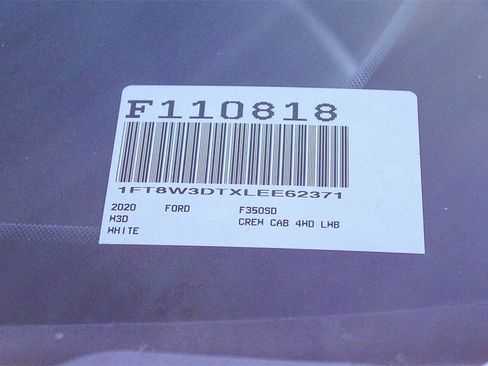 F110818
1FT8W3DTXLEE62371
2020 FORD F350SD
W3D CREW CAB 4WD LWB
WHITE